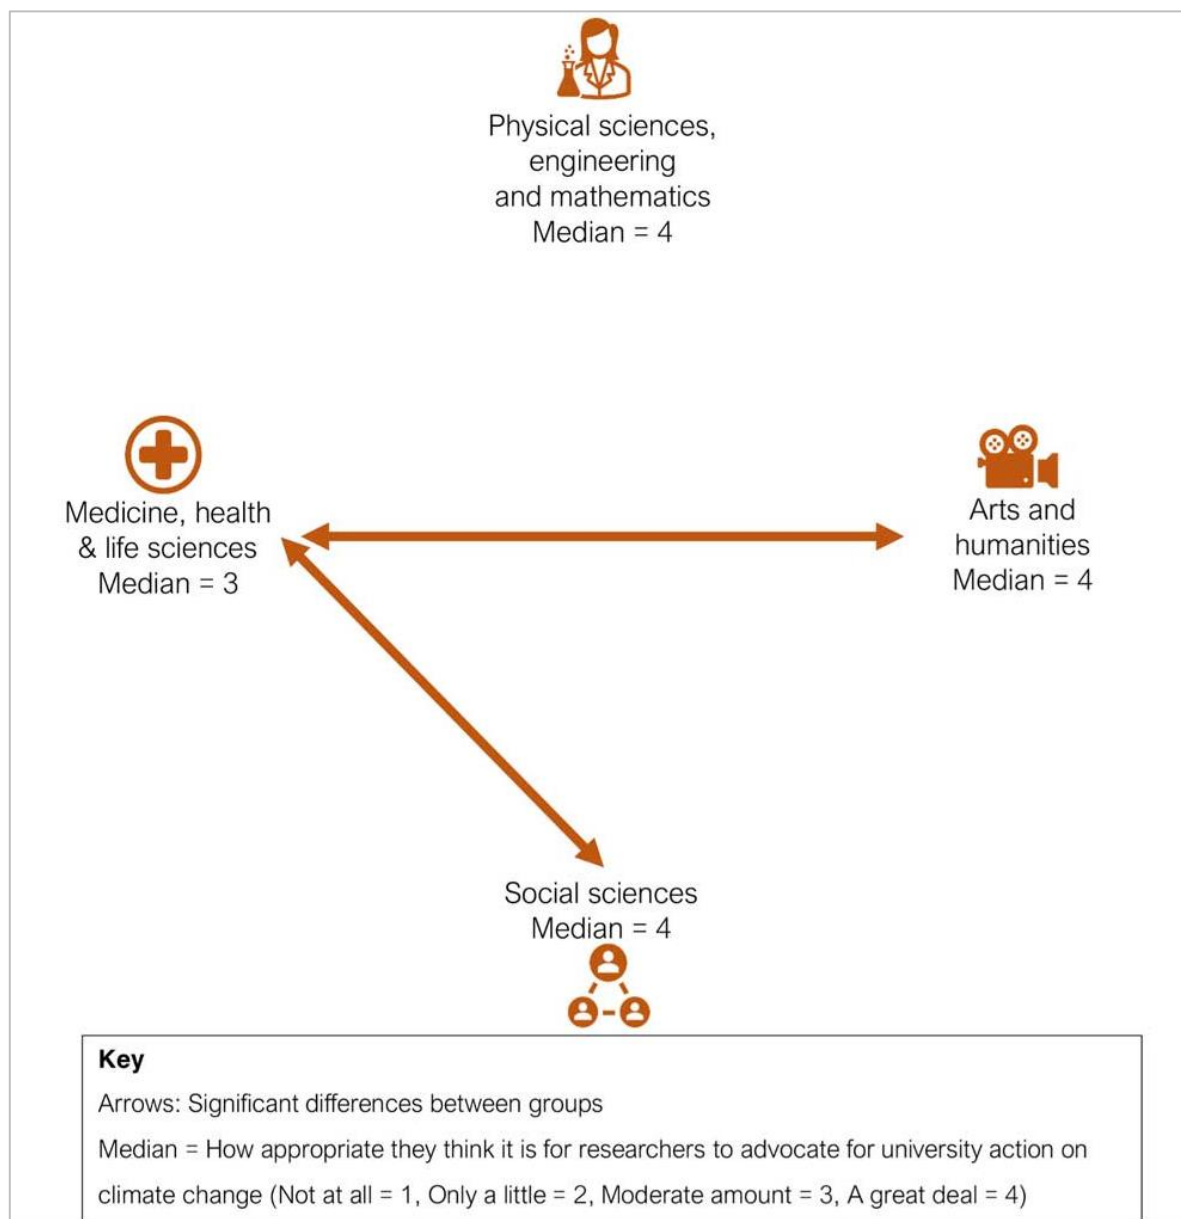 Physical sciences,
engineering
and mathematics
Median = 4
Medicine, health
& life sciences
Median = 3
Arts and
humanities
Median = 4
Social sciences
Median = 4
Key
Arrows: Significant differences between groups
Median = How appropriate they think it is for researchers to advocate for university action on
climate change (Not at all = 1, Only a little = 2, Moderate amount = 3, A great deal = 4)